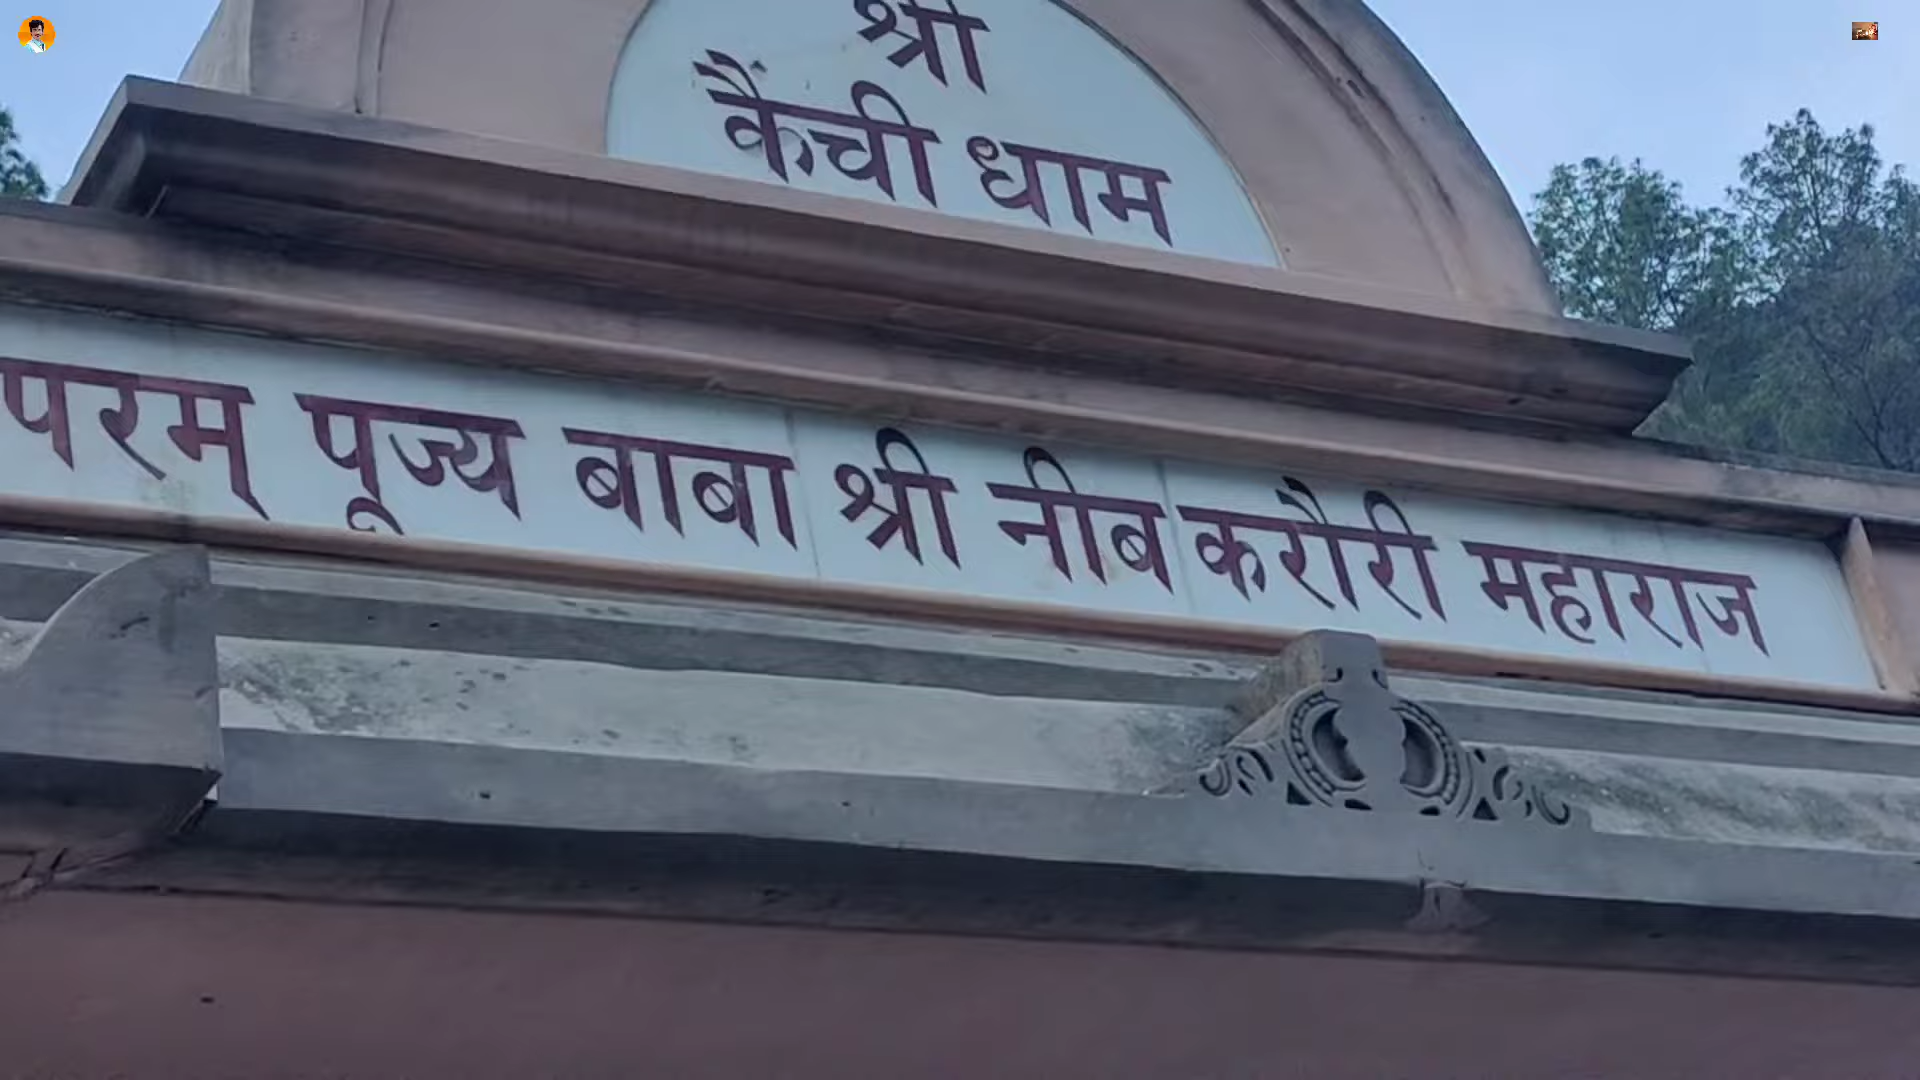 श्री
कैंची धाम
परम् पूज्य बाबा श्री नीब करौरी महाराज